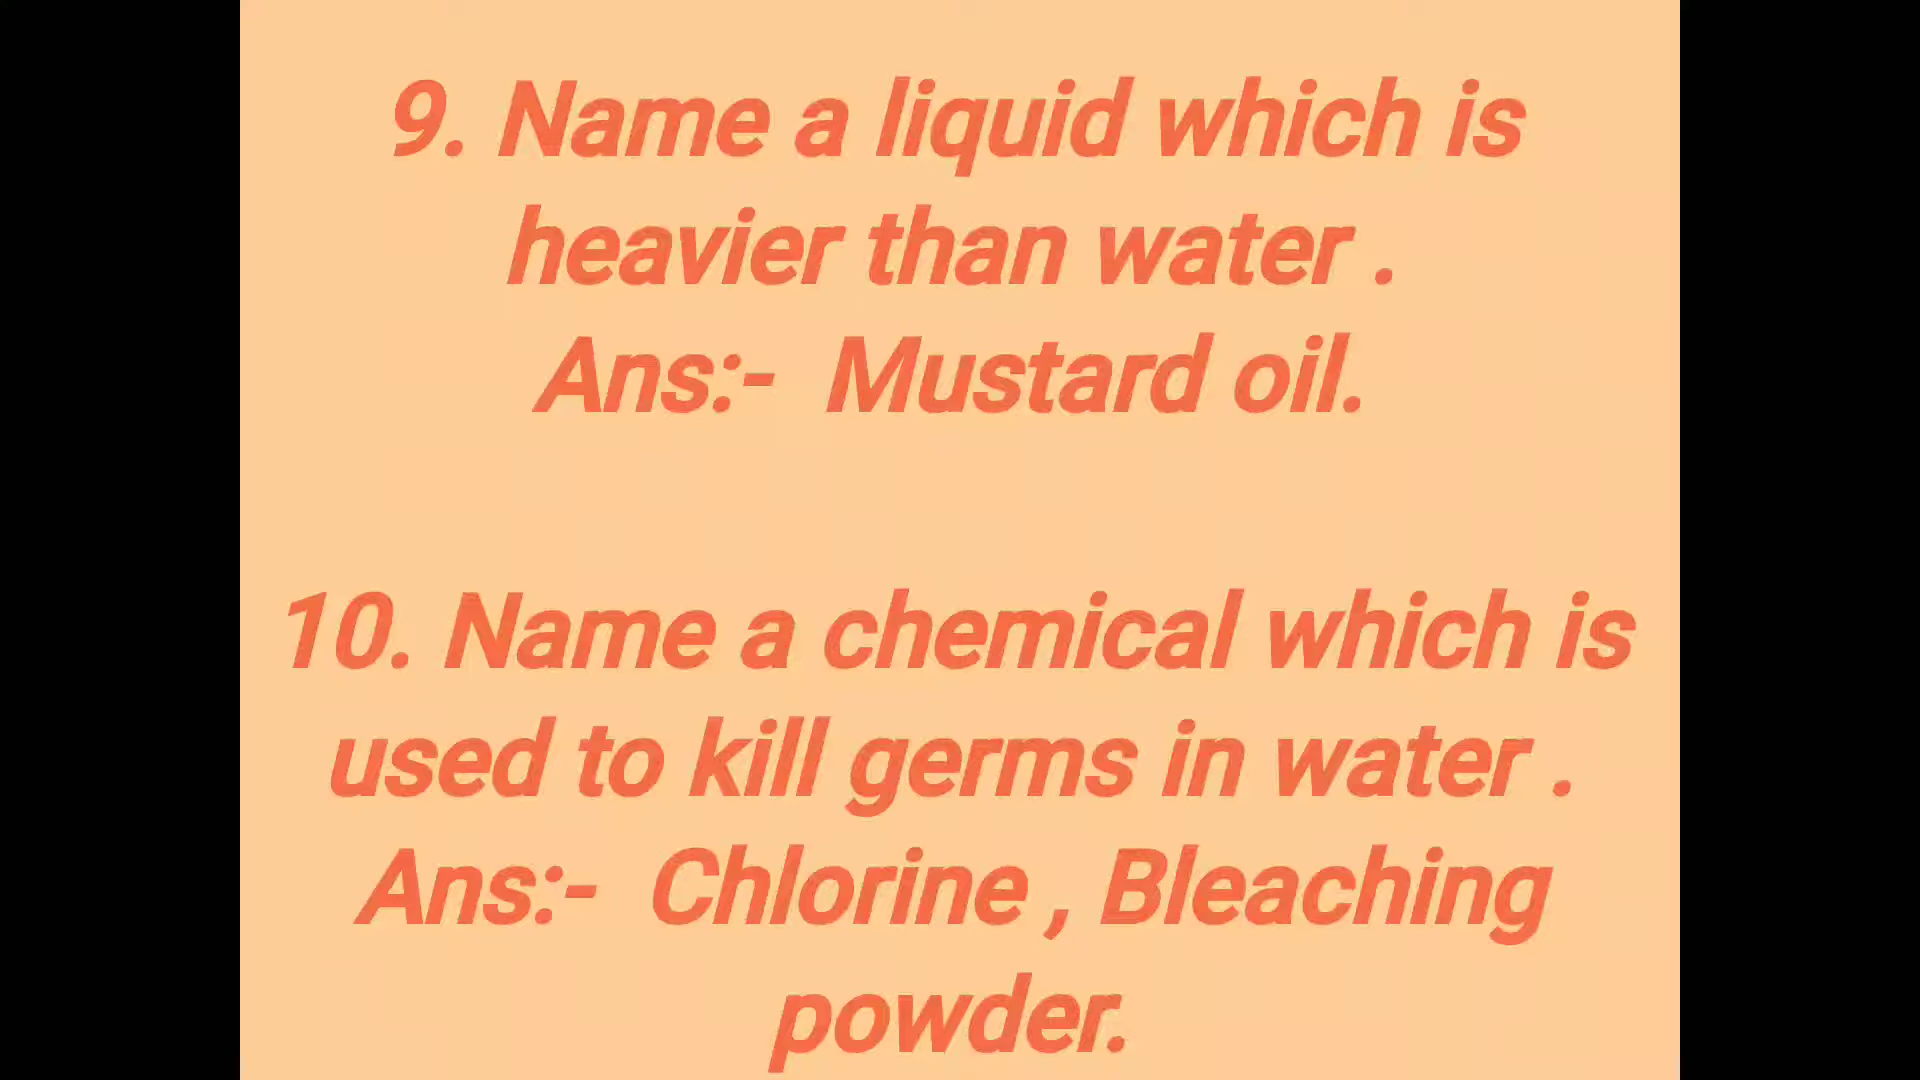 9. Name a liquid which is
heavier than water .
Ans:-  Mustard oil.
10. Name a chemical which is
used to kill germs in water .
Ans:-  Chlorine , Bleaching
powder.